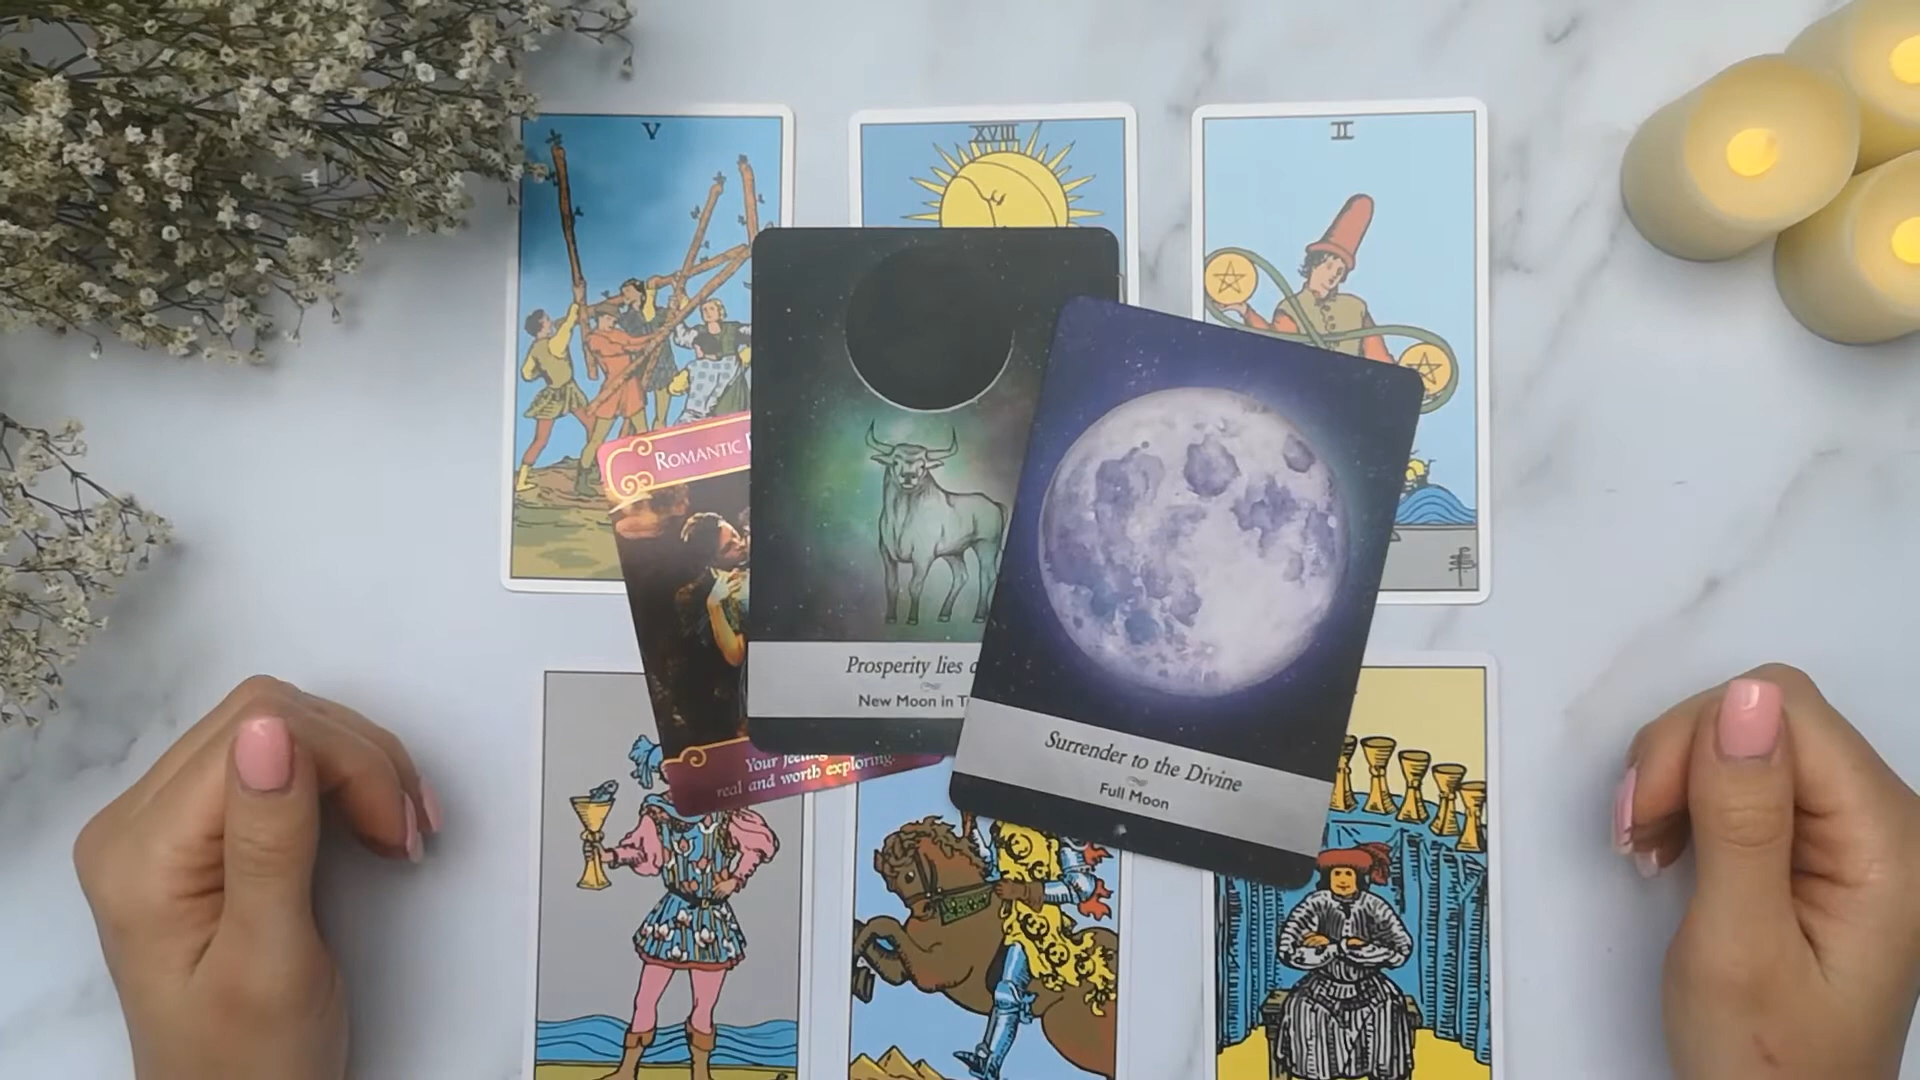 V
XVIII
II
ROMANTIC
Prosperity lies
New Moon in
Surrender to the Divine
Full Moon
Your
real and worth exploring.